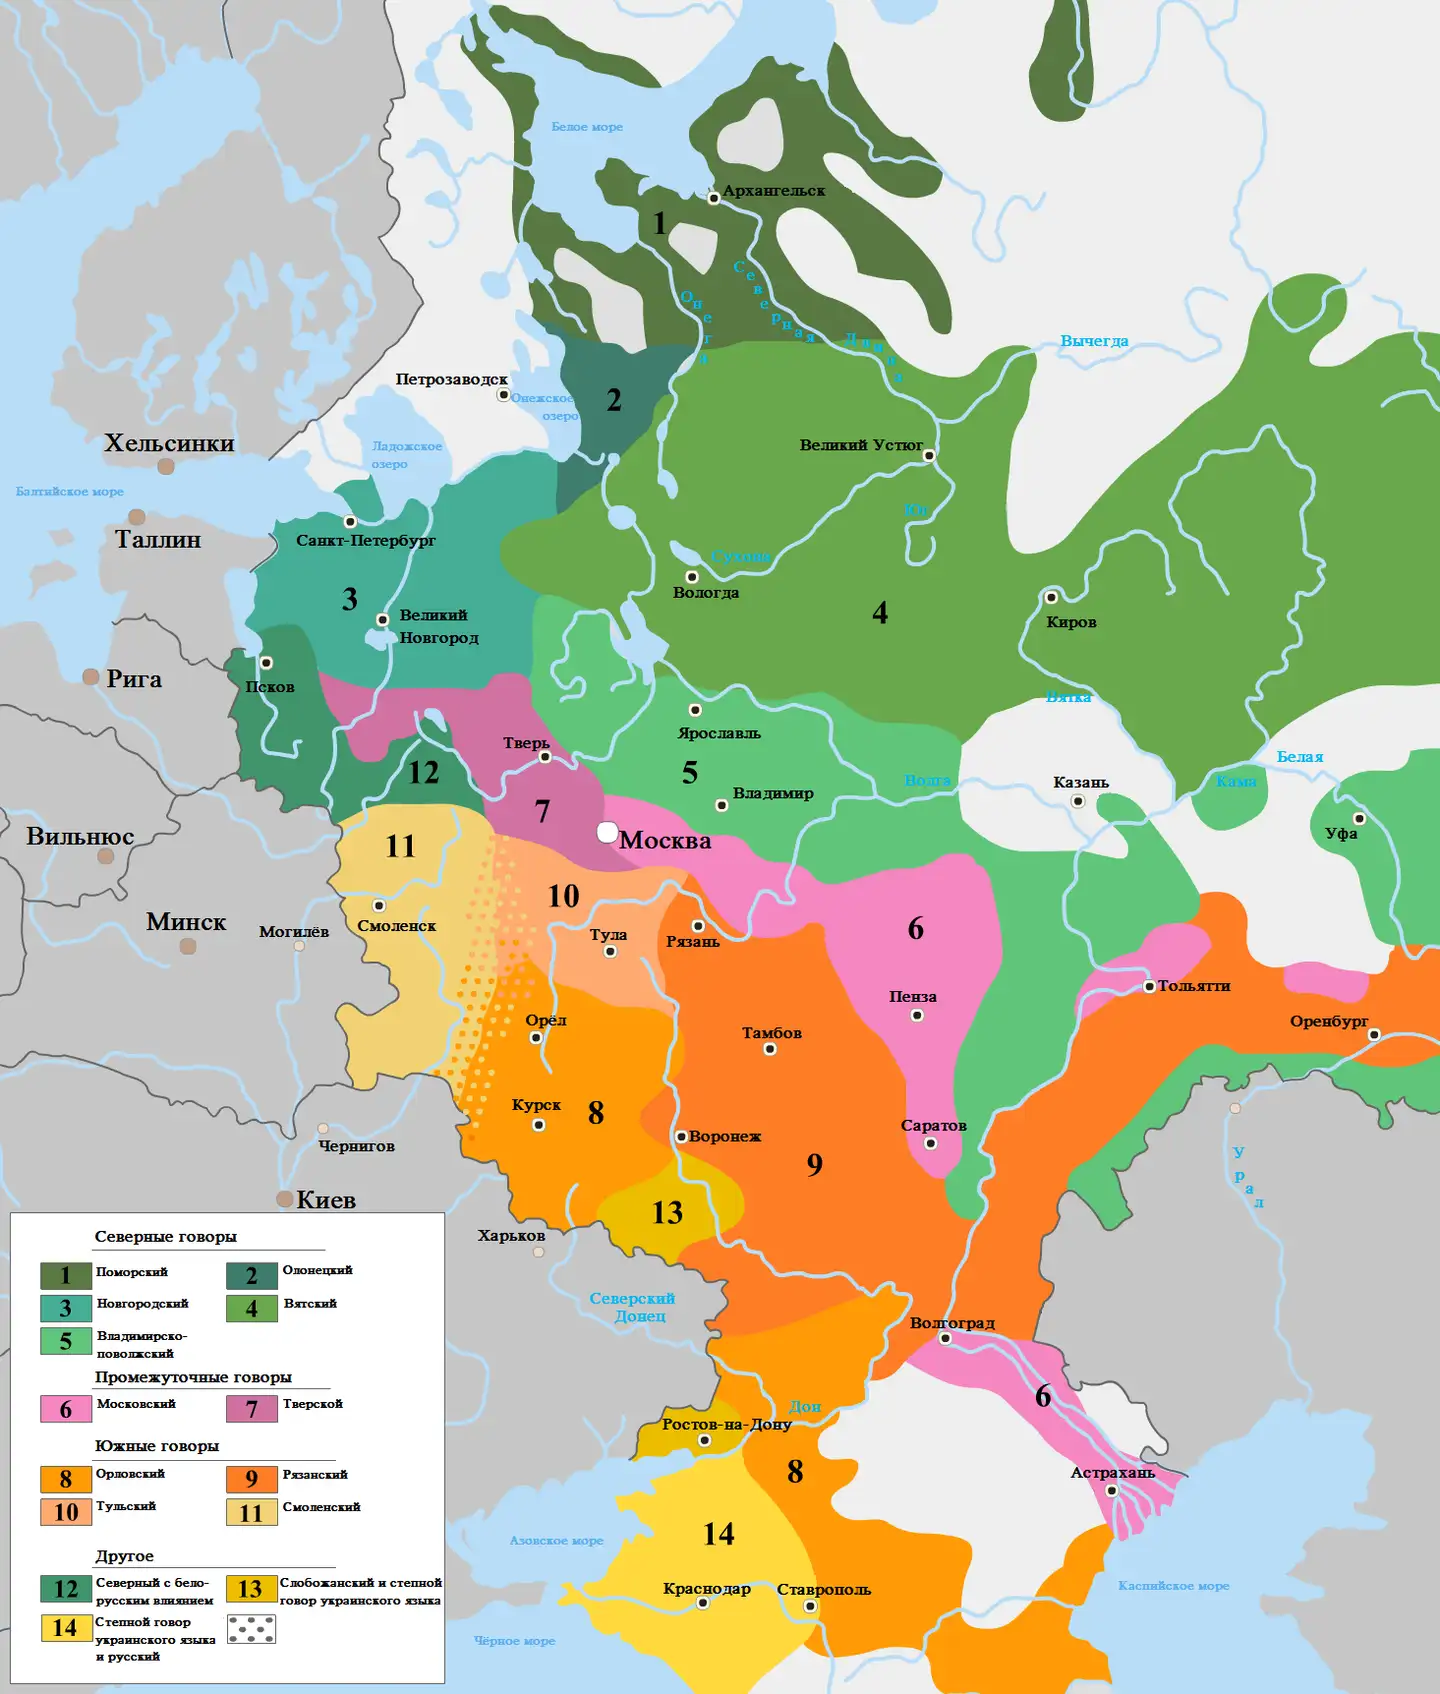 Белое море
Архангельск
1
Северная Двина
Онега
Вычегда
Петрозаводск
Онежское
озеро
2
Хельсинки
Ладожское
озеро
Великий Устюг
Балтийское море
Таллин
Санкт-Петербург
Юг
Сухона
Вологда
3
Великий
Новгород
4
Киров
Рига
Псков
Вятка
Ярославль
Тверь
5
12
Белая
Волга
Казань
Кама
Владимир
7
Москва
Уфа
Вильнюс
11
10
Минск
Могилёв
Смоленск
Тула
Рязань
6
Пенза
Тольятти
Орёл
Тамбов
Оренбург
Курск
8
Чернигов
Воронеж
Саратов
9
Урал
Киев
13
Харьков
Северский
Донец
Волгоград
6
Дон
Ростов-на-Дону
8
Астрахань
14
Азовское море
Краснодар
Ставрополь
Каспийское море
Чёрное море
Северные говоры
1 Поморский
2 Олонецкий
3 Новгородский
4 Вятский
5 Владимирско-
поволжский
Промежуточные говоры
6 Московский
7 Тверской
Южные говоры
8 Орловский
9 Рязанский
10 Тульский
11 Смоленский
Другое
12 Северный с бело-
русским влиянием
13 Слобожанский и степной
говор украинского языка
14 Степной говор
украинского языка
и русский